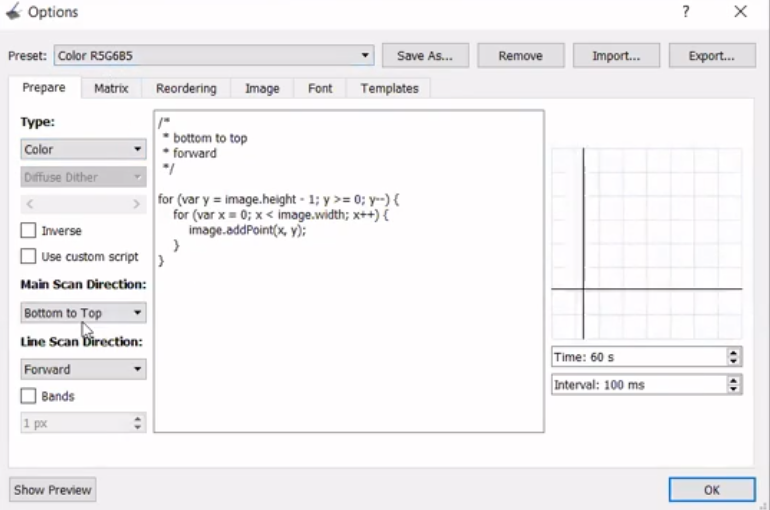 Options
Preset: Color R5G6B5 Save As... Remove Import... Export...
Prepare Matrix Reordering Image Font Templates
Type:
Color
Diffuse Dither
Inverse
Use custom script
Main Scan Direction:
Bottom to Top
Line Scan Direction:
Forward
Bands
1 px
/*
* bottom to top
* forward
*/
for (var y = image.height - 1; y >= 0; y--) {
for (var x = 0; x < image.width; x++) {
image.addPoint(x, y);
}
}
Time: 60 s
Interval: 100 ms
Show Preview
OK